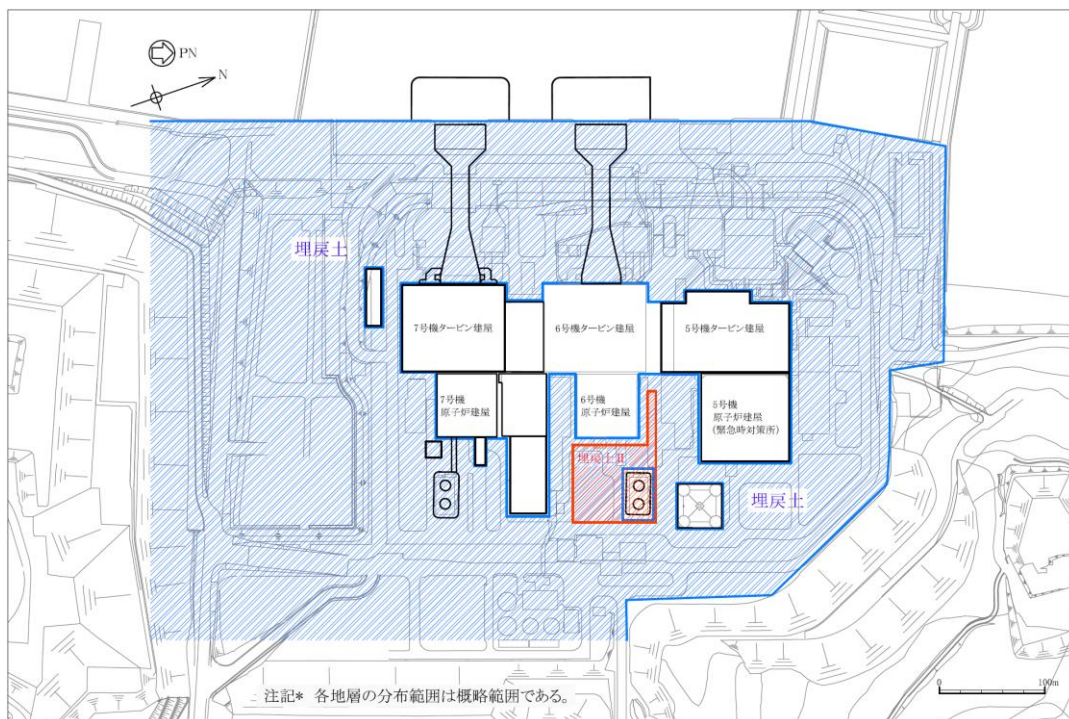 PN
N
埋戻土
7号機タービン建屋
6号機タービン建屋
5号機タービン建屋
7号機
原子炉建屋
6号機
原子炉建屋
5号機
原子炉建屋
(緊急時対策所)
埋戻土Ⅱ
埋戻土
注記* 各地層の分布範囲は概略範囲である。
0
100m